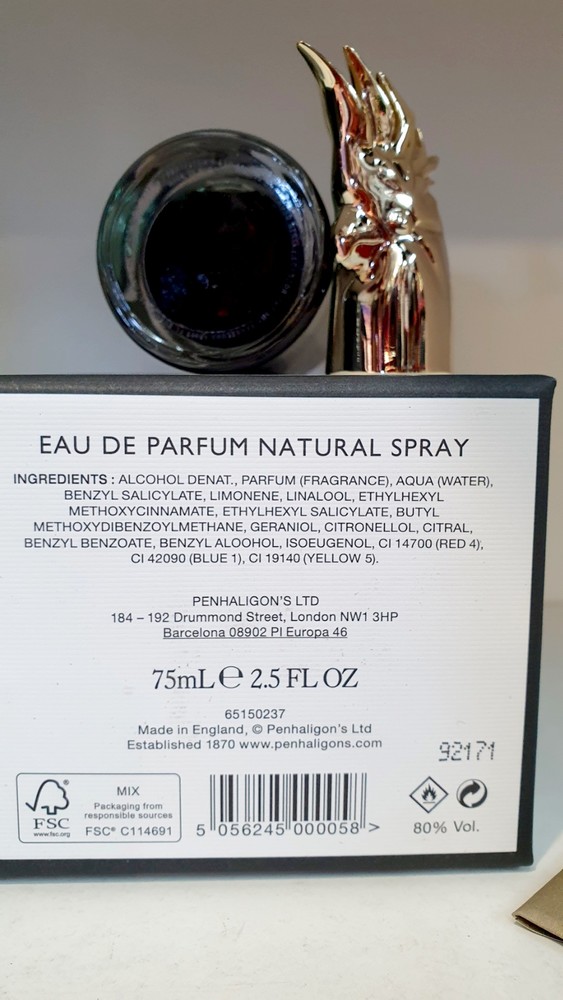 EAU DE PARFUM NATURAL SPRAY
INGREDIENTS : ALCOHOL DENAT., PARFUM (FRAGRANCE), AQUA (WATER),
BENZYL SALICYLATE, LIMONENE, LINALOOL, ETHYLHEXYL
METHOXYCINNAMATE, ETHYLHEXYL SALICYLATE, BUTYL
METHOXYDIBENZOYLMETHANE, GERANIOL, CITRONELLOL, CITRAL,
BENZYL BENZOATE, BENZYL ALOOHOL, ISOEUGENOL, CI 14700 (RED 4),
CI 42090 (BLUE 1), CI 19140 (YELLOW 5).
PENHALIGON'S LTD
184 – 192 Drummond Street, London NW1 3HP
Barcelona 08902 Pl Europa 46
75mL ℮ 2.5 FL OZ
65150237
Made in England, © Penhaligon's Ltd
Established 1870 www.penhaligons.com
92171
FSC
www.fsc.org
MIX
Packaging from
responsible sources
FSC® C114691
5 056245 000058 >
80% Vol.